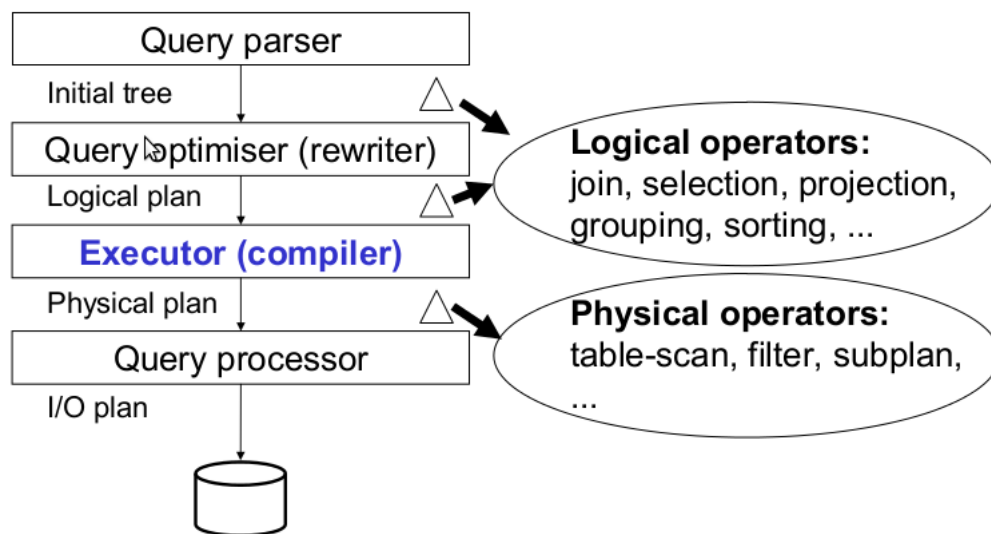 Query parser
Initial tree
Query optimiser (rewriter)
Logical plan
Executor (compiler)
Physical plan
Query processor
I/O plan
Logical operators:
join, selection, projection,
grouping, sorting, ...
Physical operators:
table-scan, filter, subplan,
...